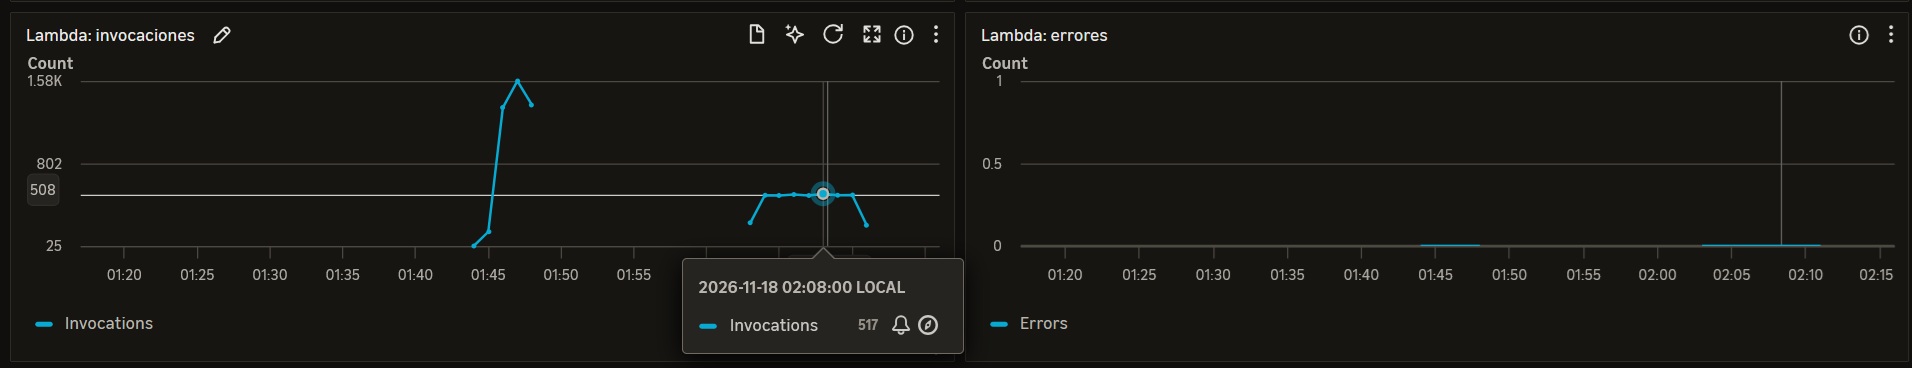 Lambda: invocaciones
Count
1.58K
802
508
25
01:20 01:25 01:30 01:35 01:40 01:45 01:50 01:55
2026-11-18 02:08:00 LOCAL
Invocations 517
Invocations
Lambda: errores
Count
1
0.5
0
01:20 01:25 01:30 01:35 01:40 01:45 01:50 01:55 02:00 02:05 02:10 02:15
Errors